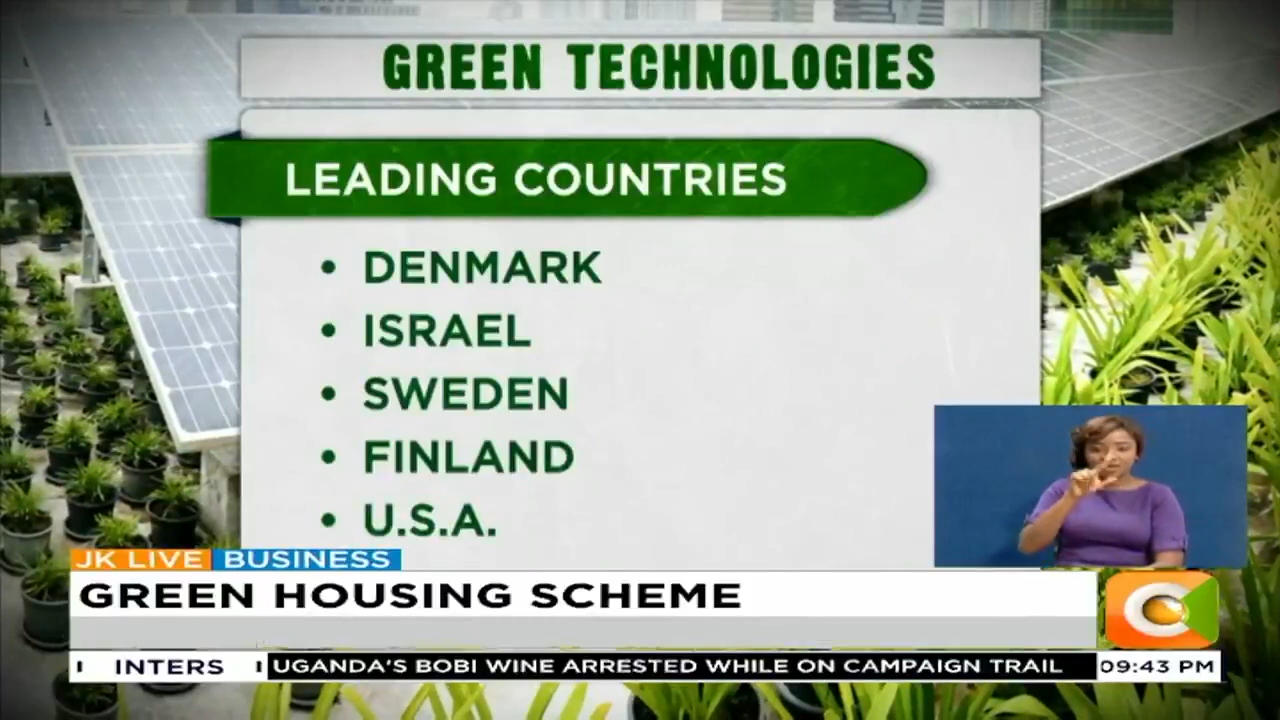 GREEN TECHNOLOGIES
LEADING COUNTRIES
• DENMARK
• ISRAEL
• SWEDEN
• FINLAND
• U.S.A.
JK LIVE BUSINESS
GREEN HOUSING SCHEME
INTERS UGANDA'S BOBI WINE ARRESTED WHILE ON CAMPAIGN TRAIL 09:43 PM